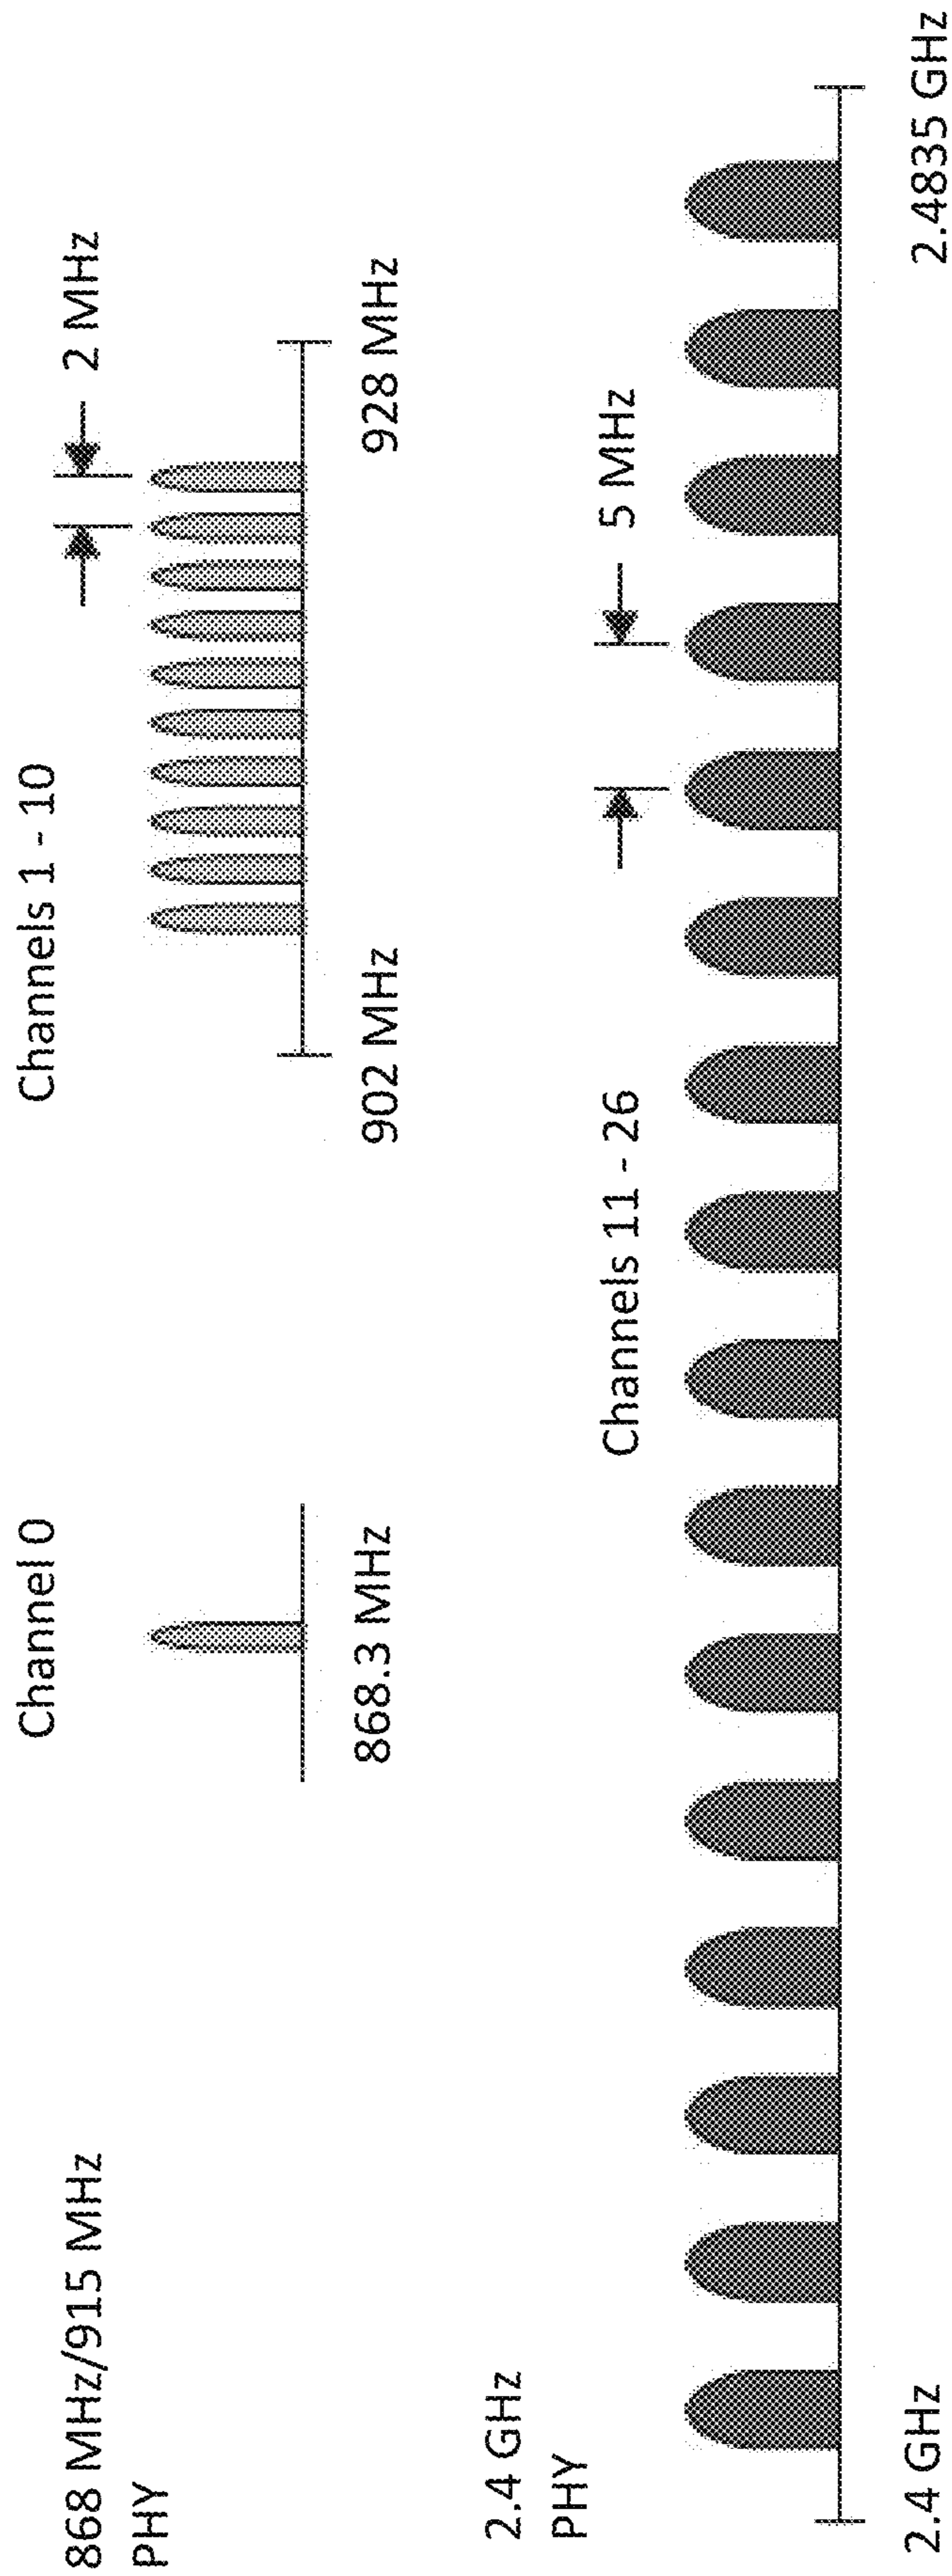 868 MHz/915 MHz
PHY
Channel 0
868.3 MHz
Channels 1 - 10
2 MHz
902 MHz
928 MHz
2.4 GHz
PHY
Channels 11 - 26
5 MHz
2.4 GHz
2.4835 GHz